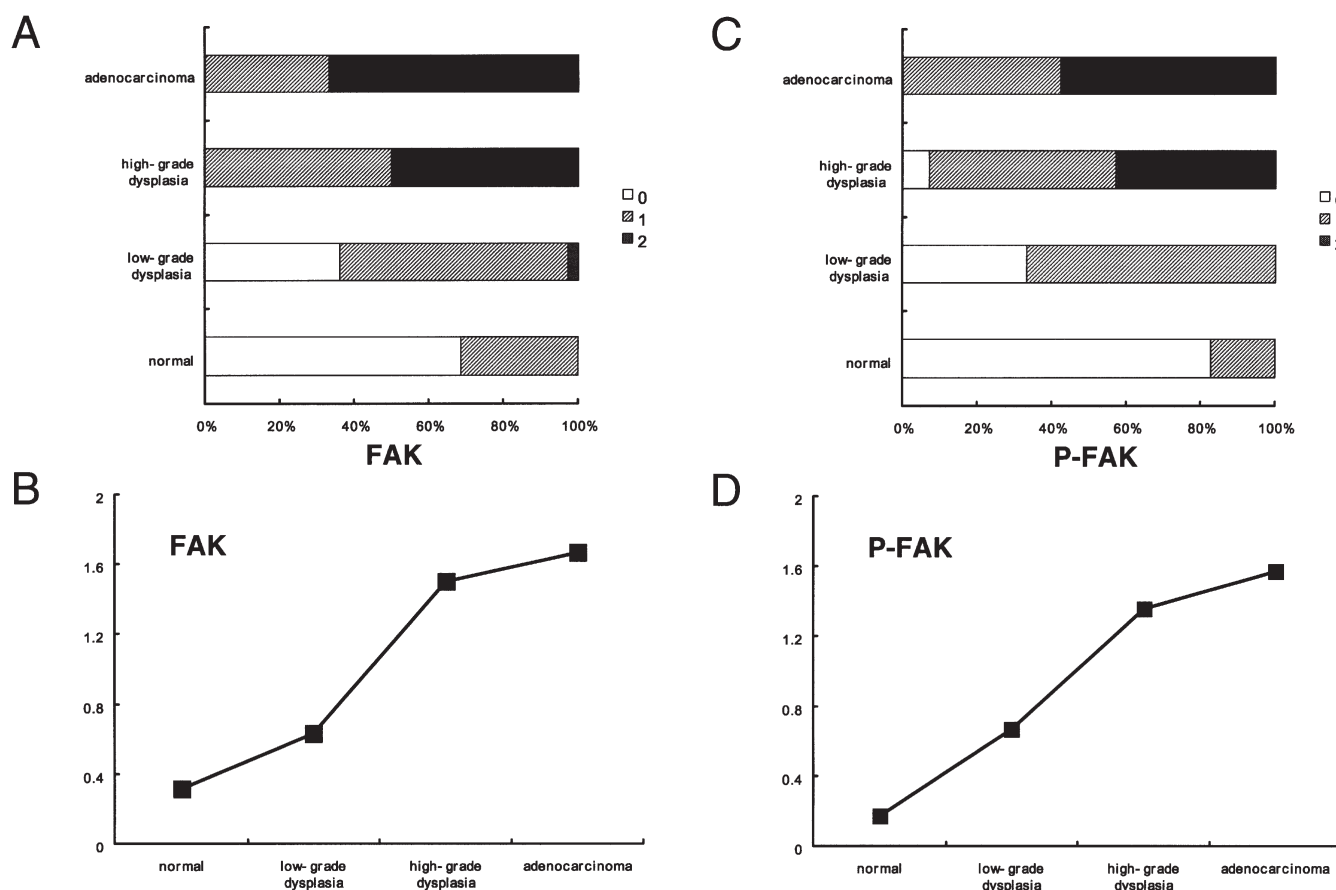 A
adenocarcinoma
high-grade
dysplasia
low-grade
dysplasia
normal
0% 20% 40% 60% 80% 100%
FAK
0
1
2
C
adenocarcinoma
high-grade
dysplasia
low-grade
dysplasia
normal
0% 20% 40% 60% 80% 100%
P-FAK
B
FAK
2
1.6
1.2
0.8
0.4
0
normal low-grade high-grade adenocarcinoma
dysplasia dysplasia
D
P-FAK
2
1.6
1.2
0.8
0.4
0
normal low-grade high-grade adenocarcinoma
dysplasia dysplasia